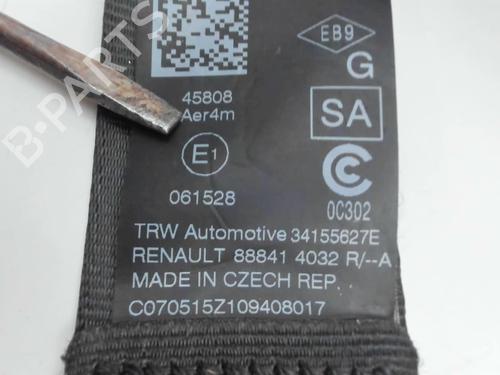 B-PARTS
45808
Aer4m
E1
061528
EB9
G
SA
CC
0C302
TRW Automotive 34155627E
RENAULT 88841 4032 R/--A
MADE IN CZECH REP.
C070515Z109408017